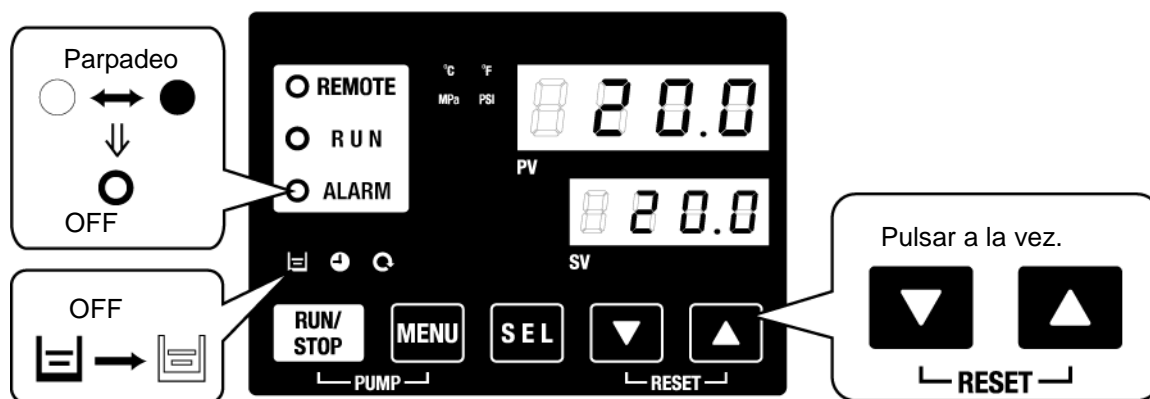 Parpadeo
OFF
OFF
REMOTE
RUN
ALARM
°C °F
MPa PSI
20.0
PV
20.0
SV
RUN/
STOP
MENU
SEL
PUMP
RESET
Pulsar a la vez.
RESET